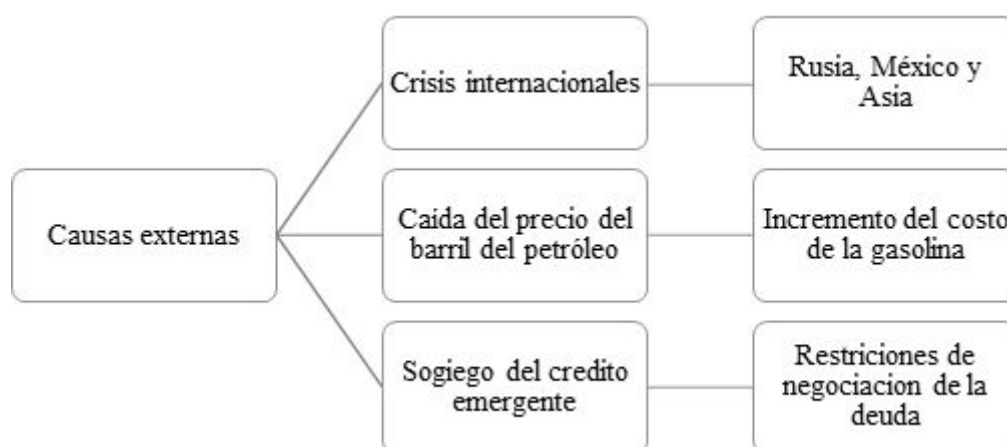 Causas externas
Crisis internacionales
Rusia, México y
Asia
Caída del precio del
barril del petróleo
Incremento del costo
de la gasolina
Sogiego del credito
emergente
Restriciones de
negociacion de la
deuda